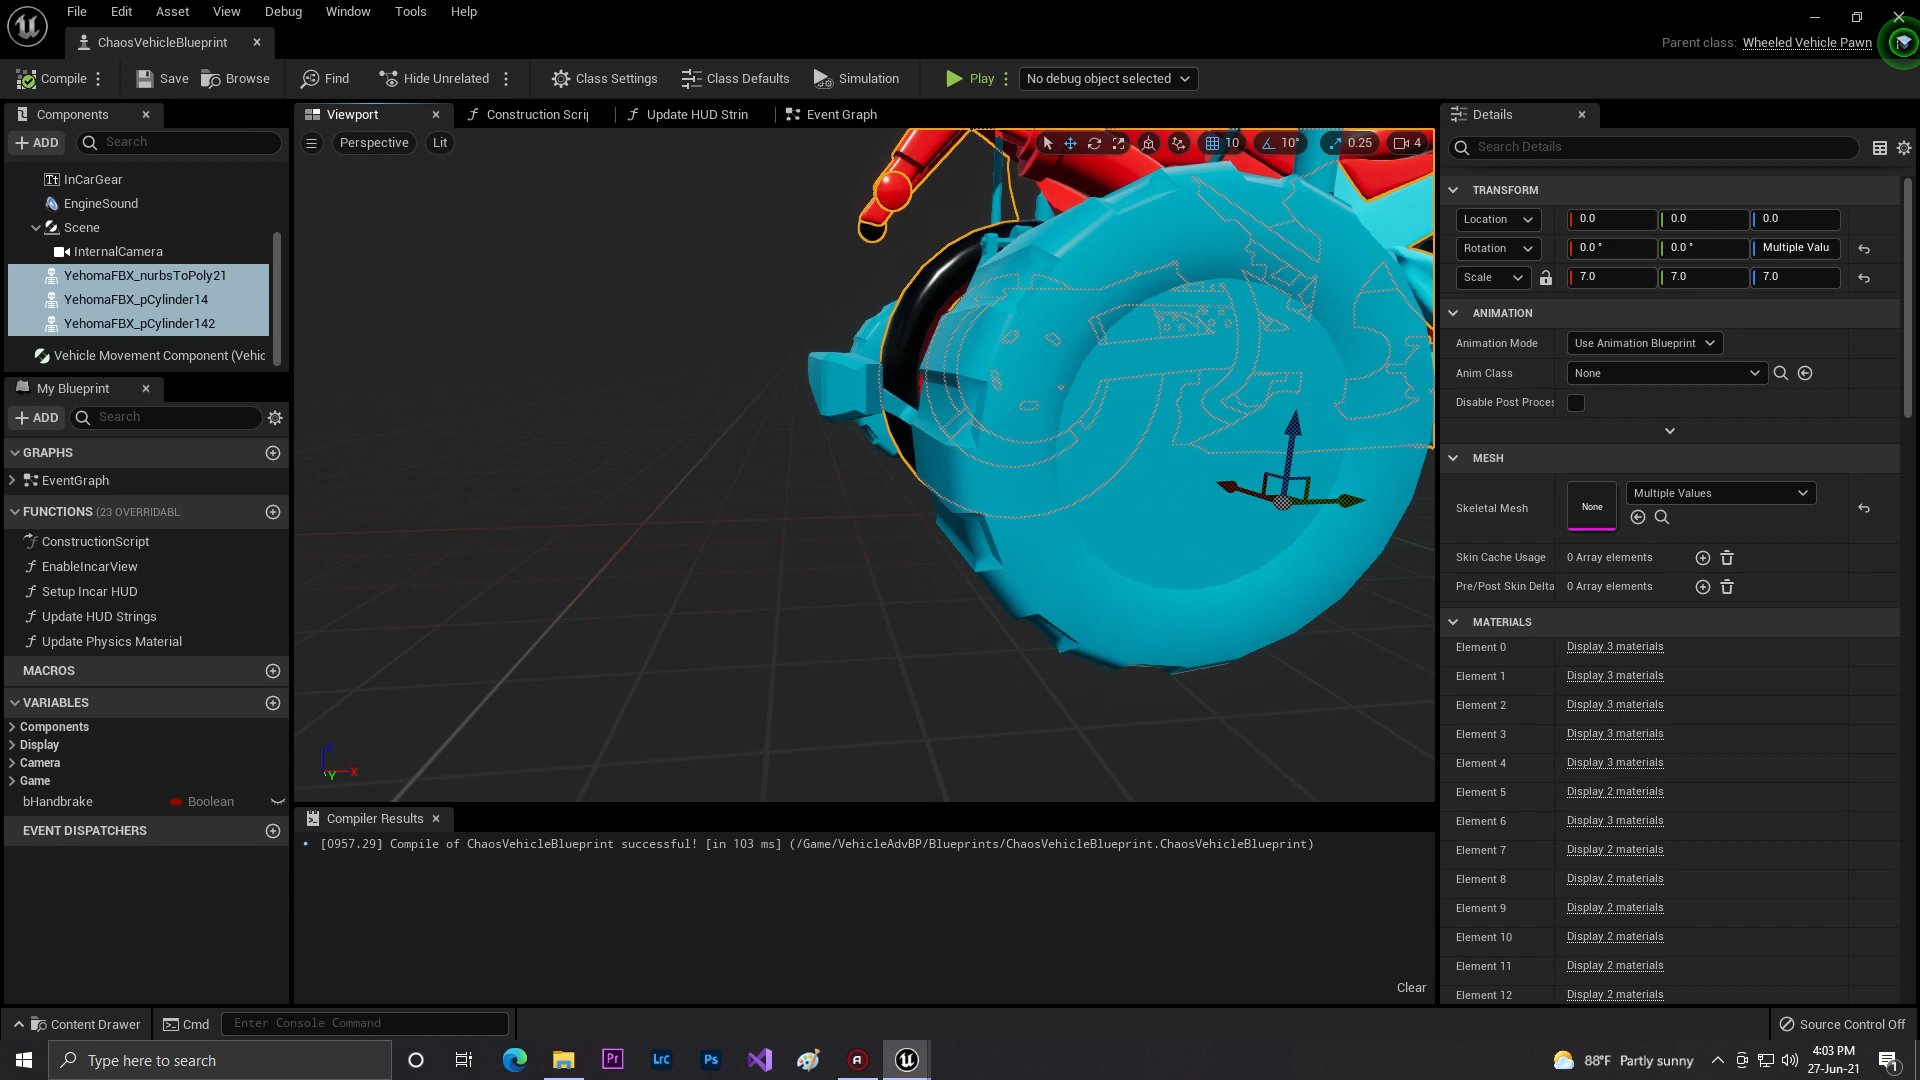 File Edit Asset View Debug Window Tools Help
ChaosVehicleBlueprint
Parent class: Wheeled Vehicle Pawn
Compile Save Browse Find Hide Unrelated Class Settings Class Defaults Simulation Play No debug object selected
Components Viewport Construction Scrip Update HUD Strin Event Graph Details
ADD Search Perspective Lit 10 10° 0.25 4 Search Details
InCarGear
EngineSound
Scene
InternalCamera
YehomaFBX_nurbsToPoly21
YehomaFBX_pCylinder14
YehomaFBX_pCylinder142
Vehicle Movement Component (Vehic
My Blueprint
ADD Search
GRAPHS
EventGraph
FUNCTIONS (23 OVERRIDABL
ConstructionScript
EnableIncarView
Setup Incar HUD
Update HUD Strings
Update Physics Material
MACROS
VARIABLES
Components
Display
Camera
Game
bHandbrake Boolean
EVENT DISPATCHERS
Z
Y X
Compiler Results
• [0957.29] Compile of ChaosVehicleBlueprint successful! [in 103 ms] (/Game/VehicleAdvBP/Blueprints/ChaosVehicleBlueprint.ChaosVehicleBlueprint)
Clear
TRANSFORM
Location 0.0 0.0 0.0
Rotation 0.0 ° 0.0 ° Multiple Valu
Scale 7.0 7.0 7.0
ANIMATION
Animation Mode Use Animation Blueprint
Anim Class None
Disable Post Proces
MESH
Skeletal Mesh None Multiple Values
Skin Cache Usage 0 Array elements
Pre/Post Skin Delta 0 Array elements
MATERIALS
Element 0 Display 3 materials
Element 1 Display 3 materials
Element 2 Display 3 materials
Element 3 Display 3 materials
Element 4 Display 3 materials
Element 5 Display 2 materials
Element 6 Display 3 materials
Element 7 Display 2 materials
Element 8 Display 2 materials
Element 9 Display 2 materials
Element 10 Display 2 materials
Element 11 Display 2 materials
Element 12 Display 2 materials
Content Drawer Cmd Enter Console Command Source Control Off
Type here to search Pr Lrc Ps 88°F Partly sunny 4:03 PM
27-Jun-21 1